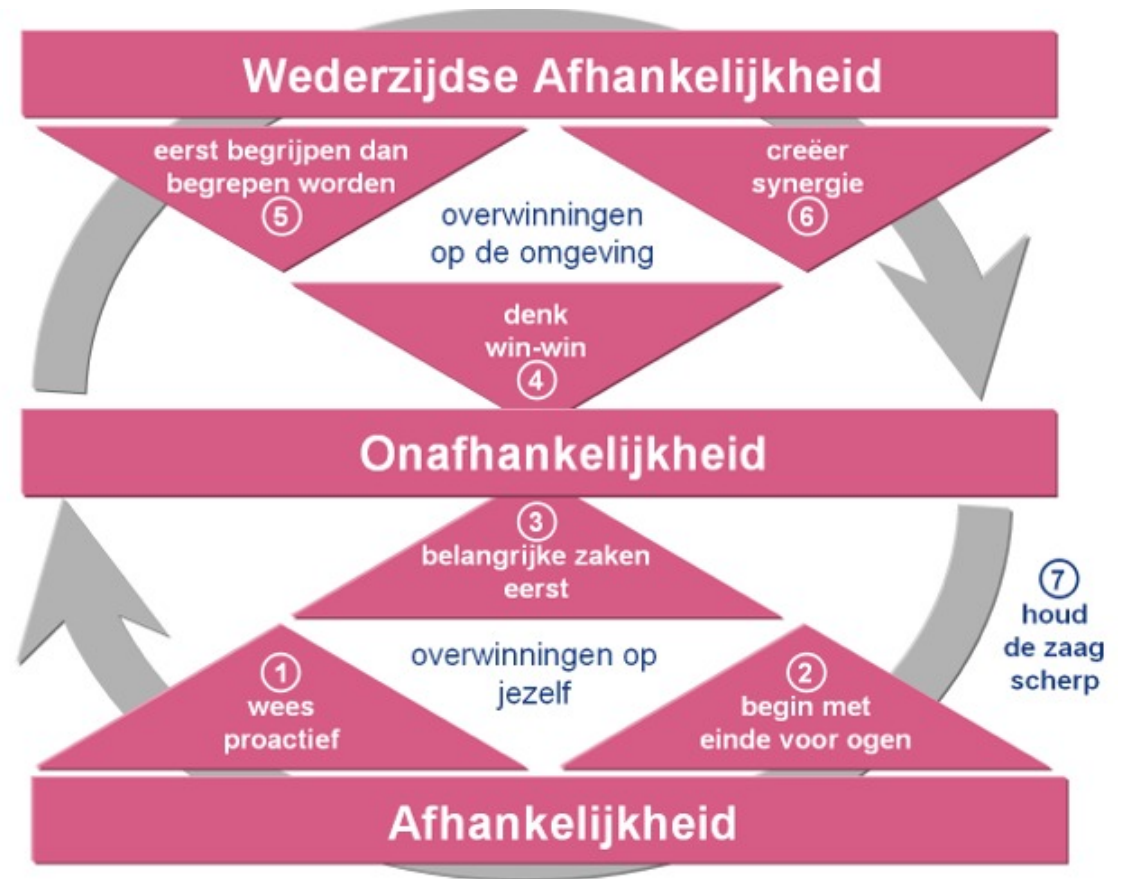 Wederzijdse Afhankelijkheid
eerst begrijpen dan
begrepen worden
5
creëer
synergie
6
overwinningen
op de omgeving
denk
win-win
4
Onafhankelijkheid
3
belangrijke zaken
eerst
7
houd
de zaag
scherp
overwinningen op
jezelf
1
wees
proactief
2
begin met
einde voor ogen
Afhankelijkheid